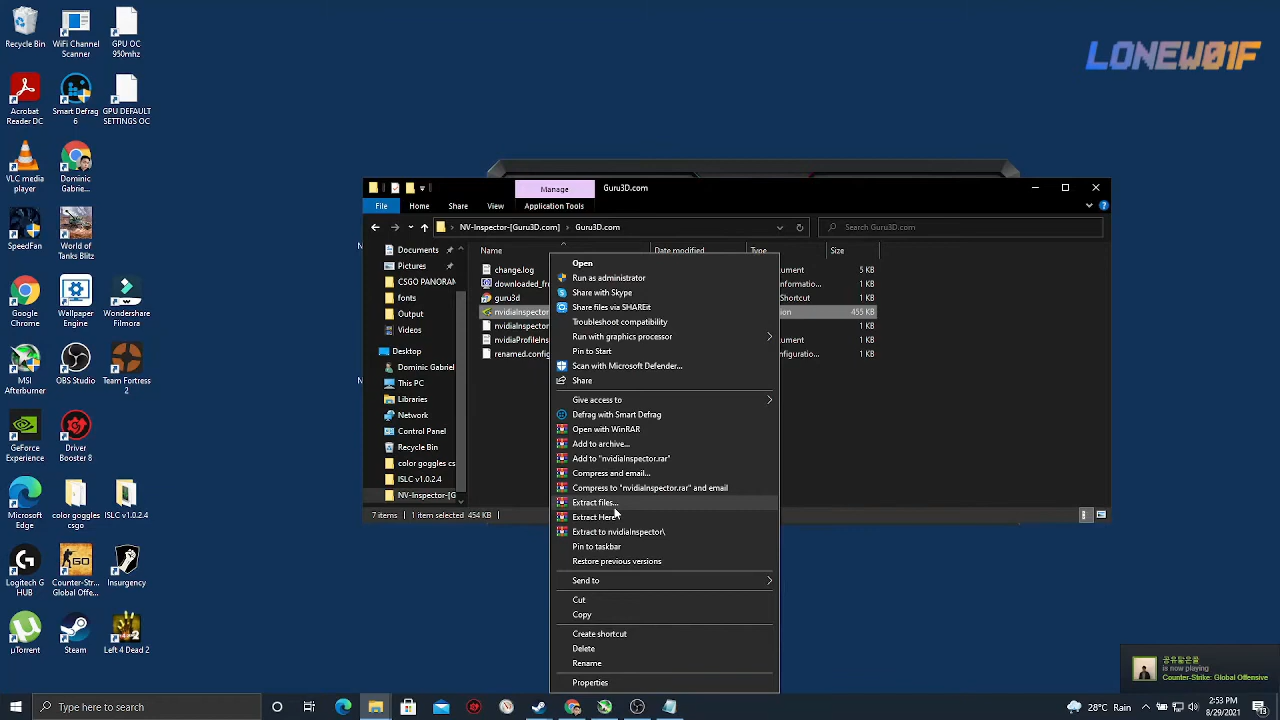 Recycle Bin
WiFi Channel
Scanner
GPU OC
950mhz
Acrobat
Reader DC
Smart Defrag
6
GPU DEFAULT
SETTINGS OC
VLC media
player
Dominic
Gabrie...
SpeedFan
World of
Tanks Blitz
Google
Chrome
Wallpaper
Engine
Wondershare
Filmora
MSI
Afterburner
OBS Studio
Team Fortress
2
GeForce
Experience
Driver
Booster 8
Microsoft
Edge
fonts
ISLC v1.0.2.4
Logitech G
HUB
Counter-Str...
Global Offe...
Insurgency
µTorrent
Steam
Left 4 Dead 2
LONEW01F
Manage
Guru3D.com
File
Home
Share
View
Application Tools
NV-Inspector-[Guru3D.com]
Guru3D.com
Search Guru3D.com
Documents
Pictures
CSGO PANORAM
fonts
Output
Videos
Desktop
Dominic Gabriel
This PC
Libraries
Network
Control Panel
Recycle Bin
color goggles cs
ISLC v1.0.2.4
NV-Inspector-[G
Name
Date modified
Type
Size
change.log
ument
5 KB
downloaded_fr
nformatio...
1 KB
guru3d
Shortcut
1 KB
nvidiaInspector
ion
455 KB
nvidiaInspector
1 KB
nvidiaProfileIns
ument
1 KB
renamed.config
nfiguratio...
1 KB
7 items
1 item selected
454 KB
Open
Run as administrator
Share with Skype
Share files via SHAREit
Troubleshoot compatibility
Run with graphics processor
Pin to Start
Scan with Microsoft Defender...
Share
Give access to
Defrag with Smart Defrag
Open with WinRAR
Add to archive...
Add to "nvidiaInspector.rar"
Compress and email...
Compress to "nvidiaInspector.rar" and email
Extract files...
Extract Here
Extract to nvidiaInspector\
Pin to taskbar
Restore previous versions
Send to
Cut
Copy
Create shortcut
Delete
Rename
Properties
is now playing
Counter-Strike: Global Offensive
Type here to search
28°C Rain
2:53 PM
8/29/2021